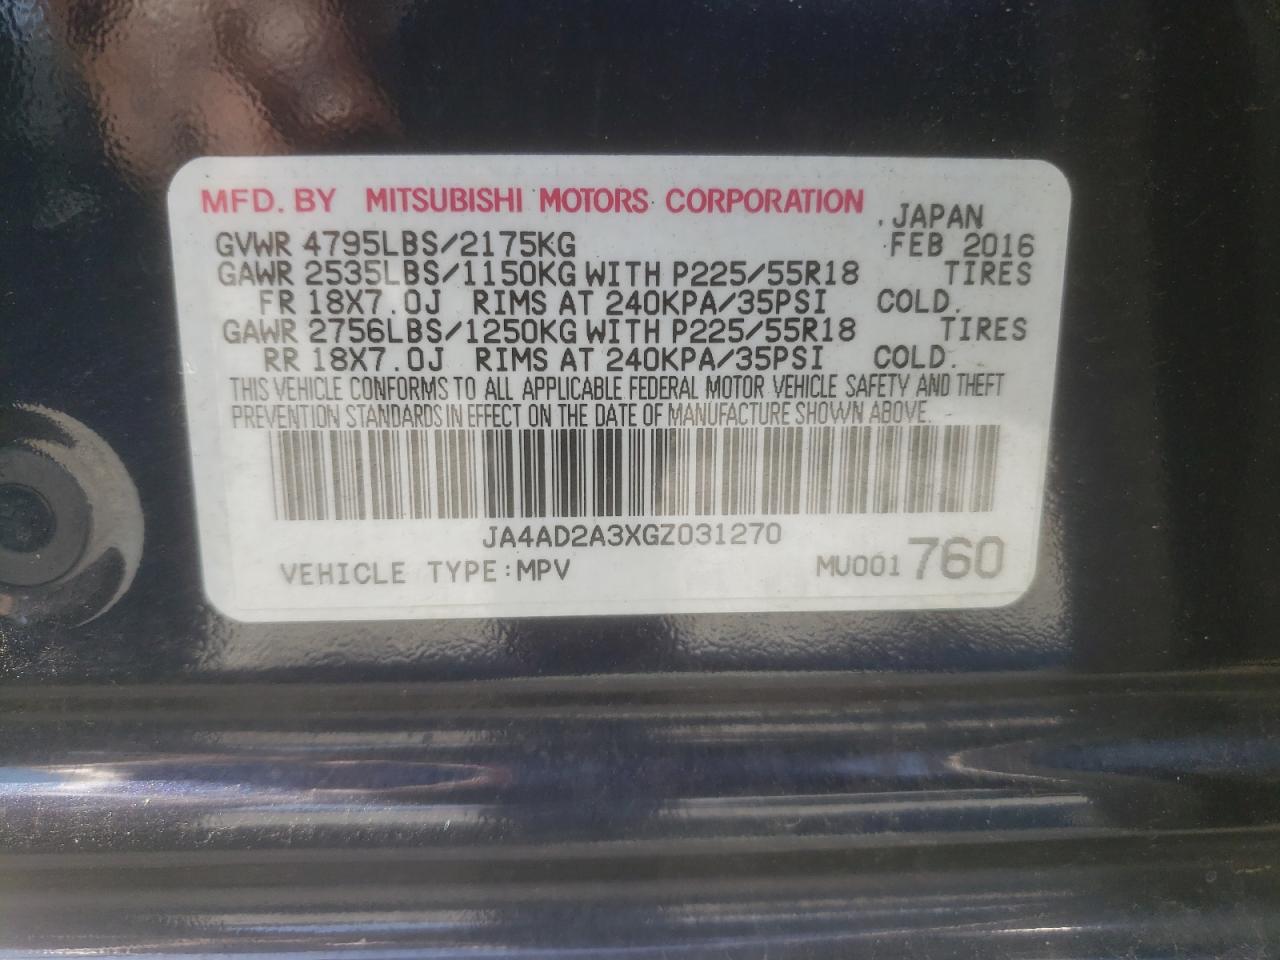 MFD. BY MITSUBISHI MOTORS CORPORATION .JAPAN
GVWR 4795LBS/2175KG FEB 2016
GAWR 2535LBS/1150KG WITH P225/55R18 TIRES
FR 18X7.0J RIMS AT 240KPA/35PSI COLD.
GAWR 2756LBS/1250KG WITH P225/55R18 TIRES
RR 18X7.0J RIMS AT 240KPA/35PSI COLD.
THIS VEHICLE CONFORMS TO ALL APPLICABLE FEDERAL MOTOR VEHICLE SAFETY AND THEFT
PREVENTION STANDARDS IN EFFECT ON THE DATE OF MANUFACTURE SHOWN ABOVE.
JA4AD2A3XGZ031270
VEHICLE TYPE:MPV MU001760